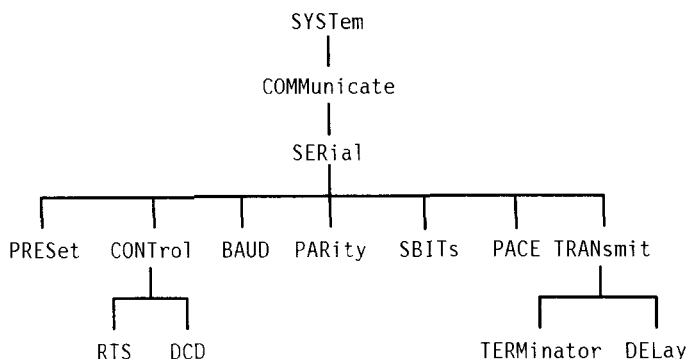 SYSTem
COMMunicate
SERial
PRESet CONTrol BAUD PARity SBITs PACE TRANsmit
RTS DCD TERMinator DELay